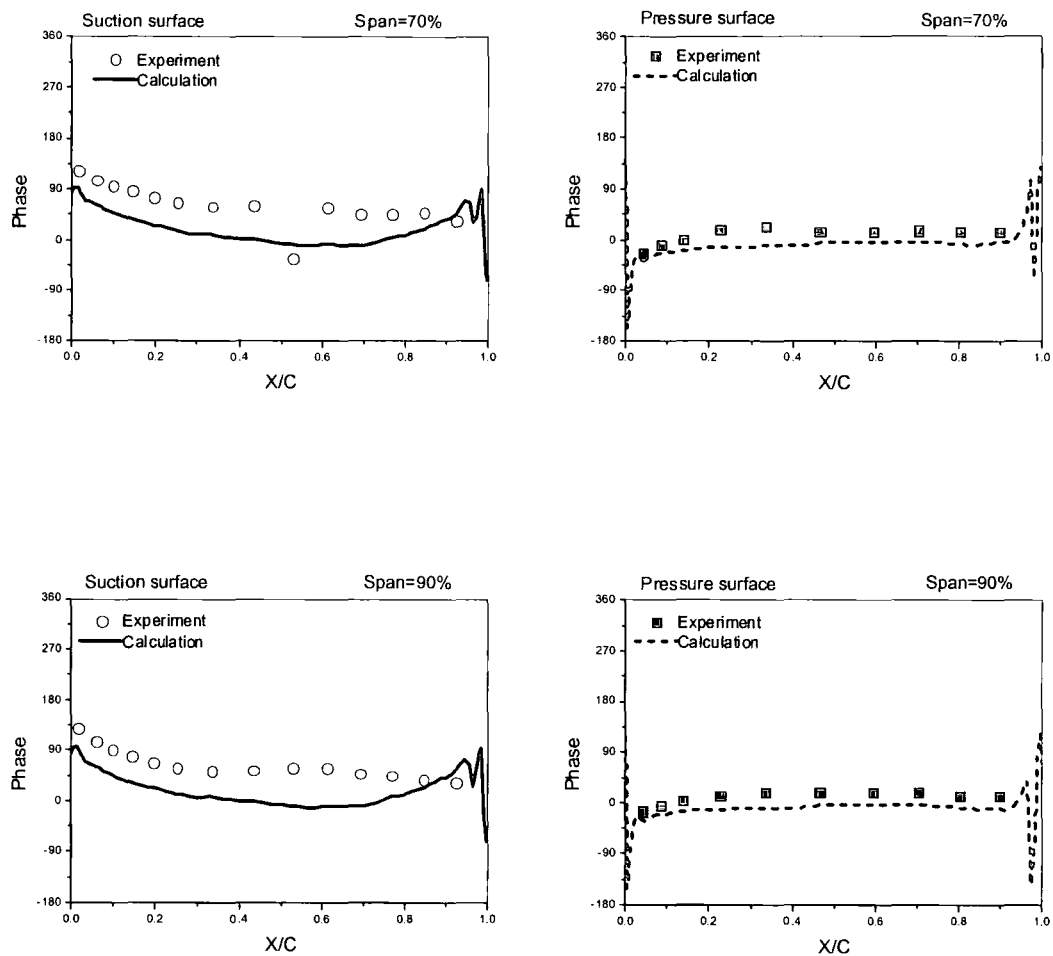 Suction surface Span=70%
360
270
180
90
0
-90
-180
Phase
Experiment
Calculation
0.0 0.2 0.4 0.6 0.8 1.0
X/C
Pressure surface Span=70%
360
270
180
90
0
-90
-180
Phase
Experiment
Calculation
0.0 0.2 0.4 0.6 0.8 1.0
X/C
Suction surface Span=90%
360
270
180
90
0
-90
-180
Phase
Experiment
Calculation
0.0 0.2 0.4 0.6 0.8 1.0
X/C
Pressure surface Span=90%
360
270
180
90
0
-90
-180
Phase
Experiment
Calculation
0.0 0.2 0.4 0.6 0.8 1.0
X/C